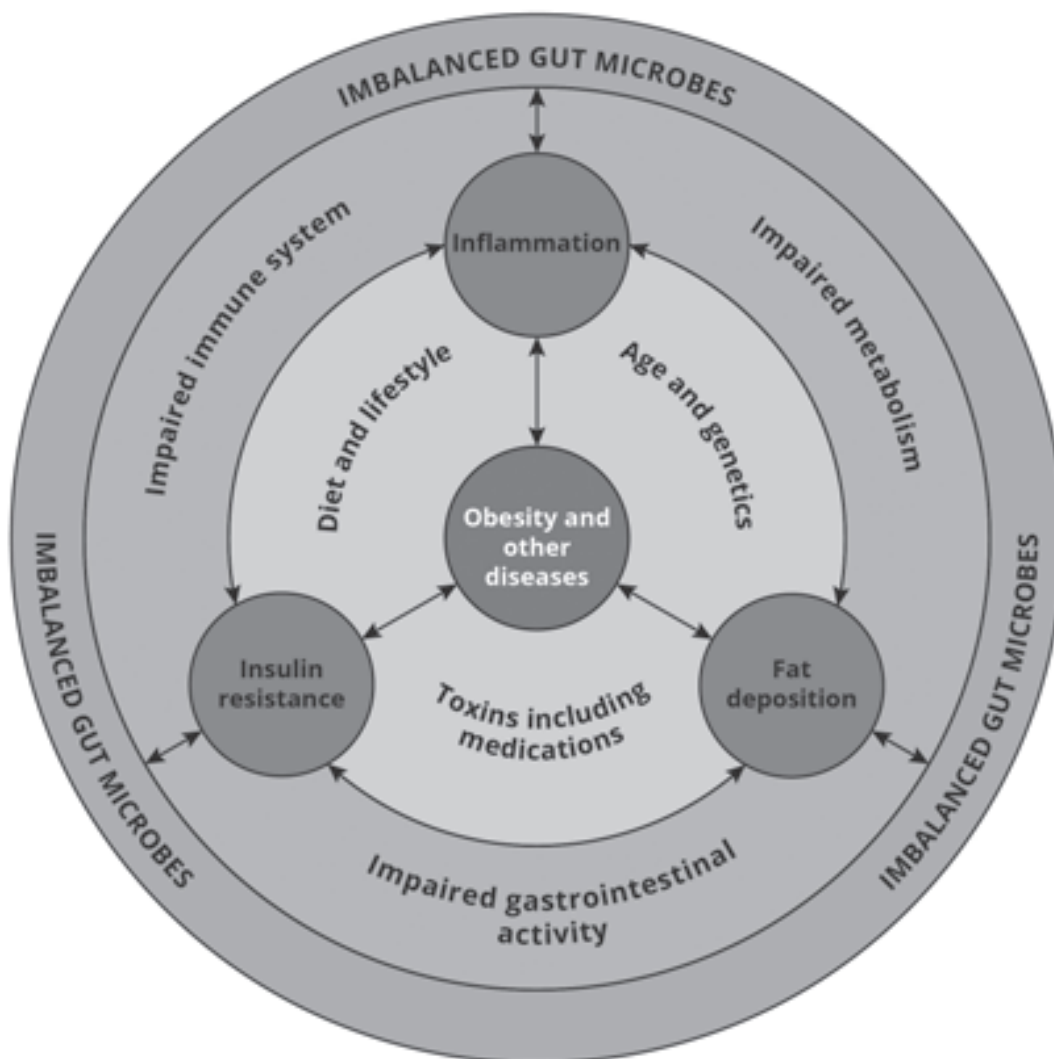 IMBALANCED GUT MICROBES
Inflammation
Impaired immune system
Impaired metabolism
Diet and lifestyle
Age and genetics
Obesity and
other
diseases
IMBALANCED GUT MICROBES
IMBALANCED GUT MICROBES
Insulin
resistance
Fat
deposition
Toxins including
medications
Impaired gastrointestinal
activity